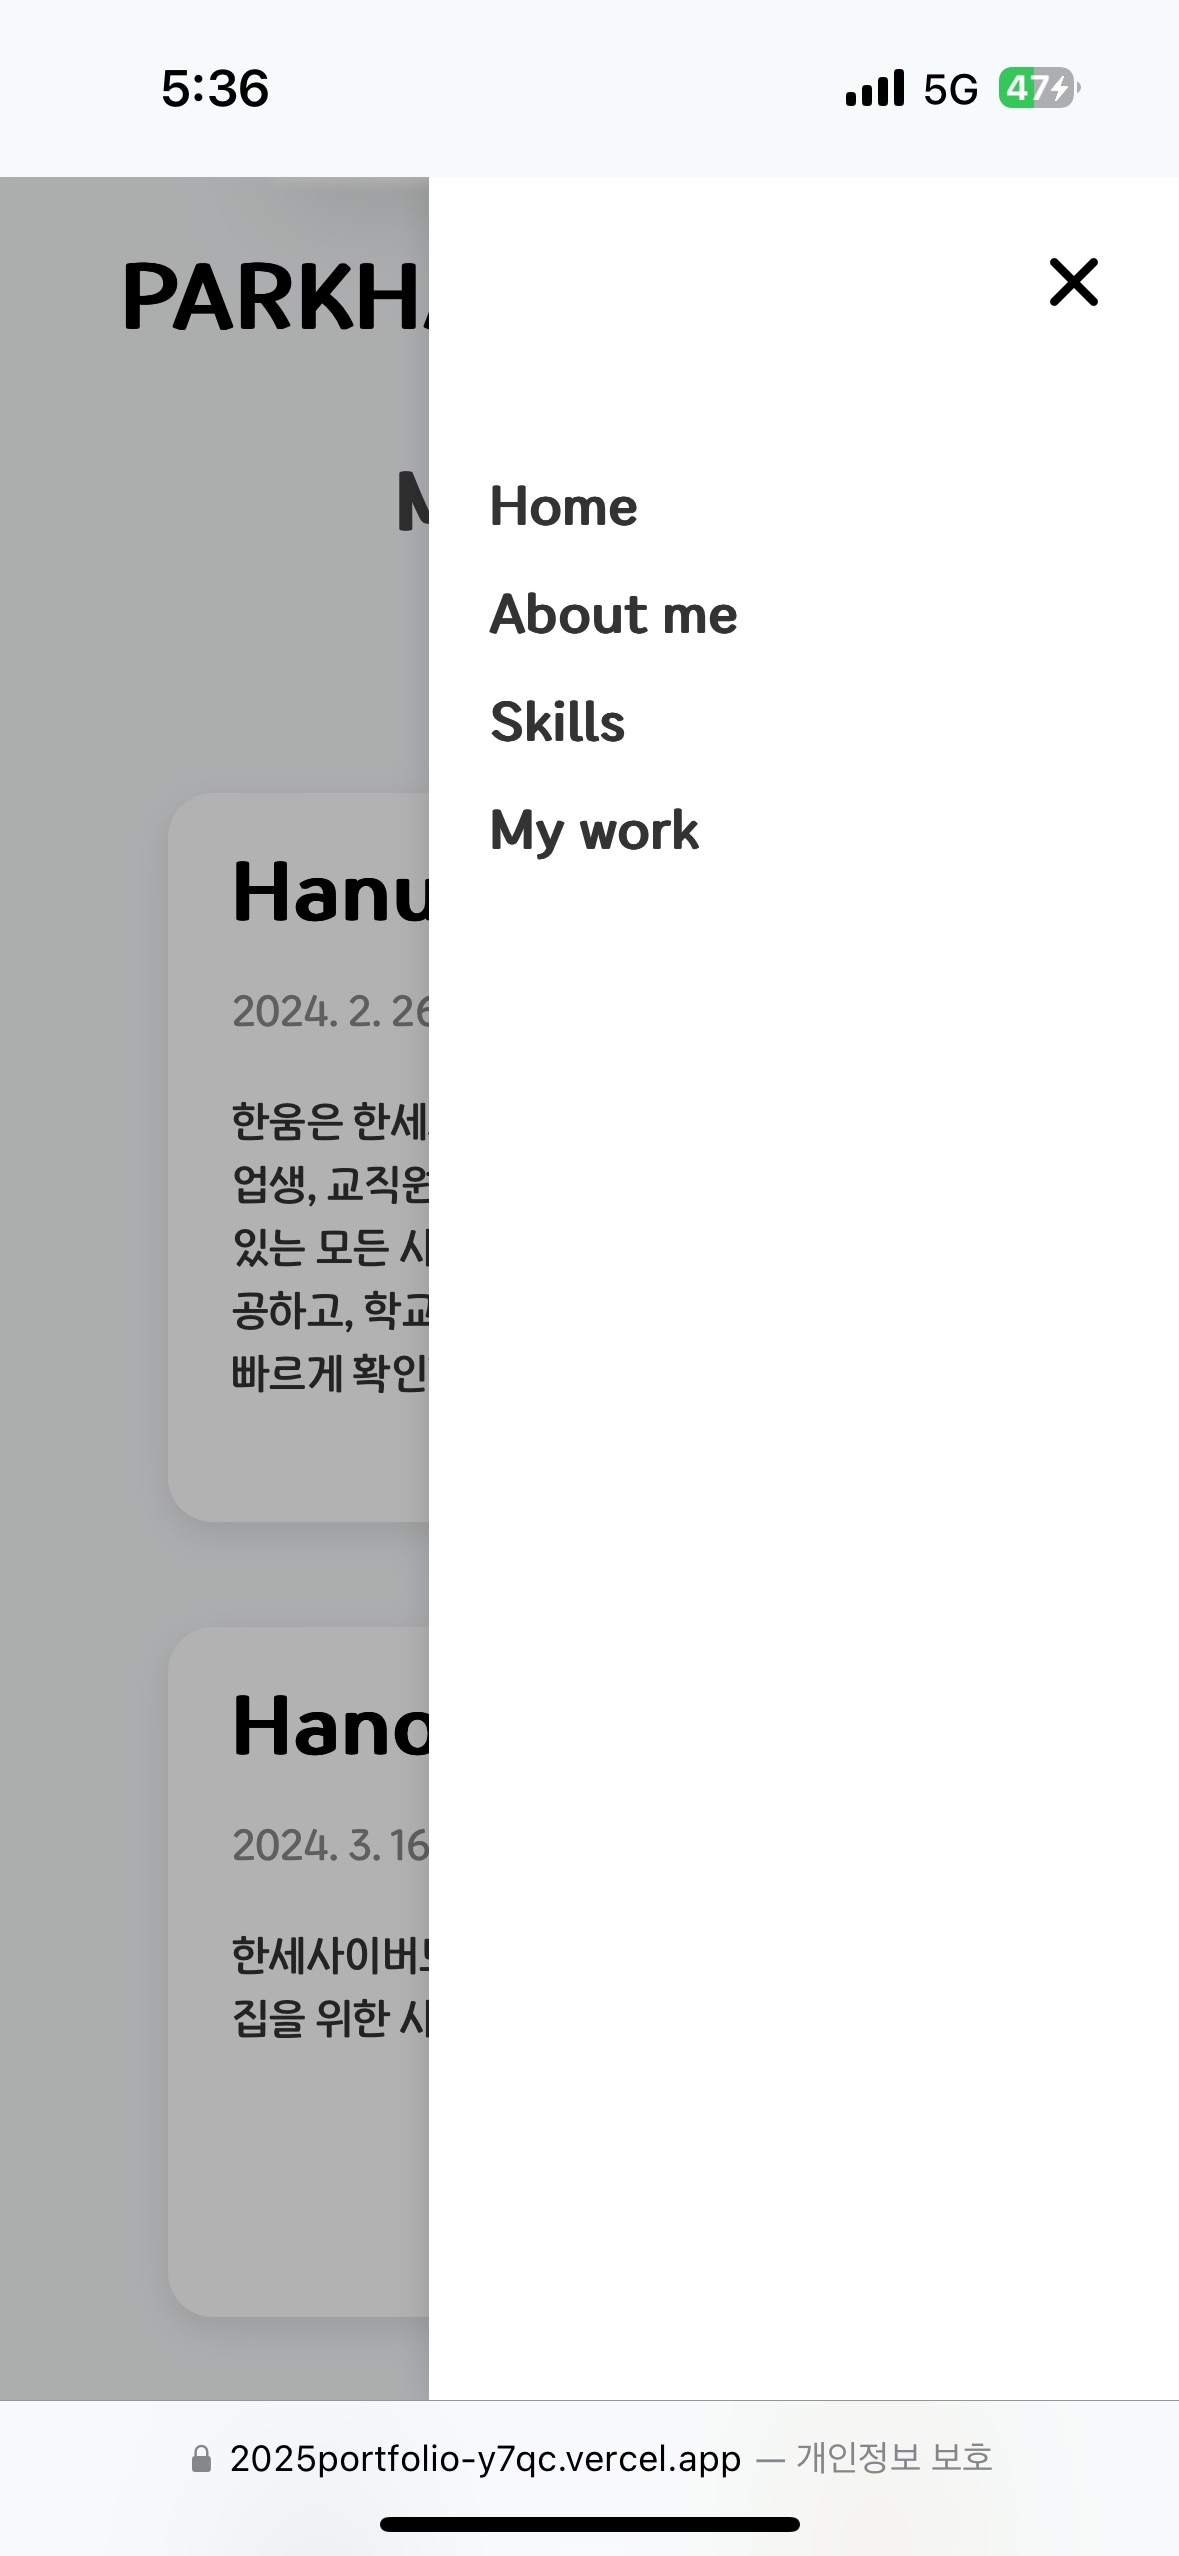 5:36
5G
47
PARKH
Home
About me
Skills
My work
Hanu
2024. 2. 26
한움은 한세
업생, 교직원
있는 모든
공하고, 학교
빠르게 확인
Hano
2024. 3. 16
한세사이버
집을 위한
2025portfolio-y7qc.vercel.app — 개인정보 보호